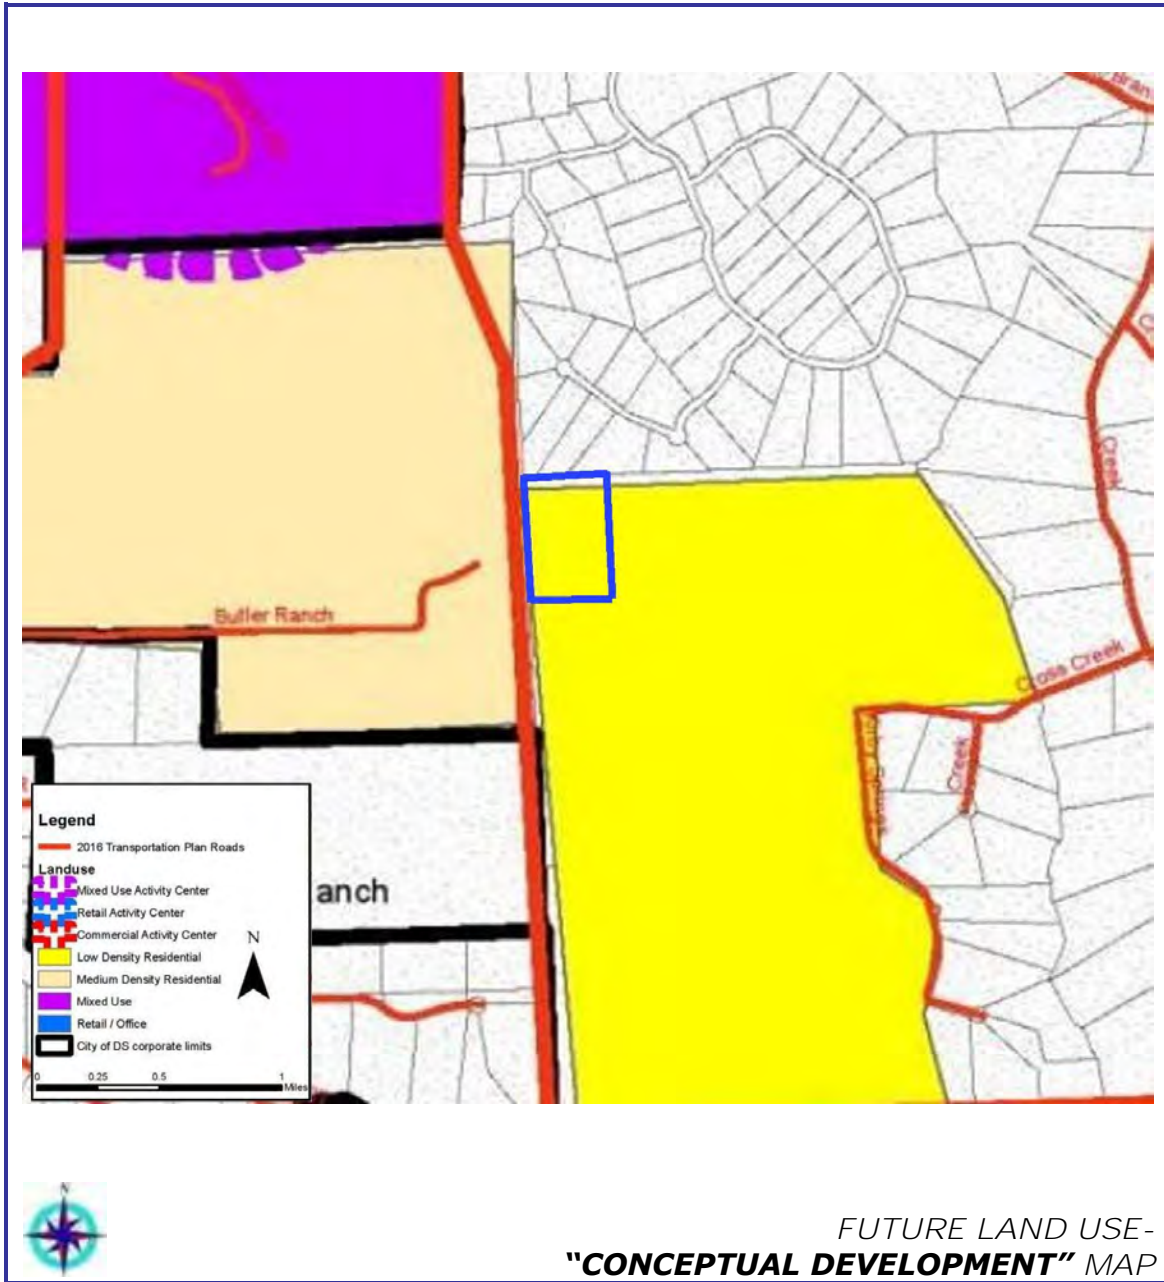 Bran
Creek
Butler Ranch
Cross Creek
Creek
anch
Legend
2016 Transportation Plan Roads
Landuse
Mixed Use Activity Center
Retail Activity Center
Commercial Activity Center
N
Low Density Residential
Medium Density Residential
Mixed Use
Retail / Office
City of DS corporate limits
0 0.25 0.5 1
Miles
N
FUTURE LAND USE-
“CONCEPTUAL DEVELOPMENT” MAP